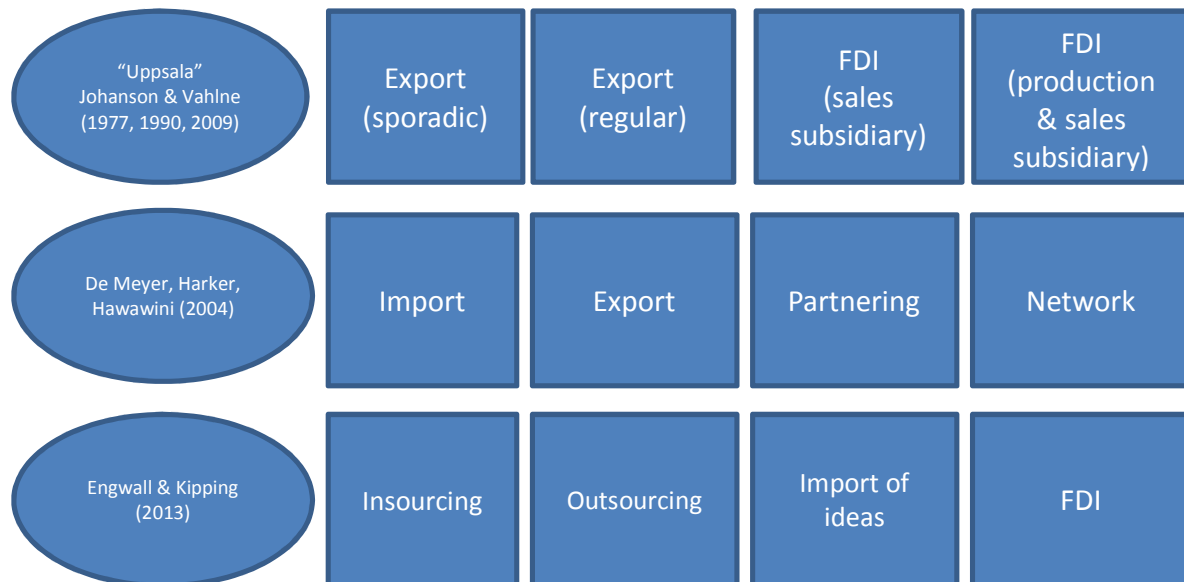 “Uppsala”
Johanson & Vahlne
(1977, 1990, 2009)
Export
(sporadic)
Export
(regular)
FDI
(sales
subsidiary)
FDI
(production
& sales
subsidiary)
De Meyer, Harker,
Hawawini (2004)
Import
Export
Partnering
Network
Engwall & Kipping
(2013)
Insourcing
Outsourcing
Import of
ideas
FDI